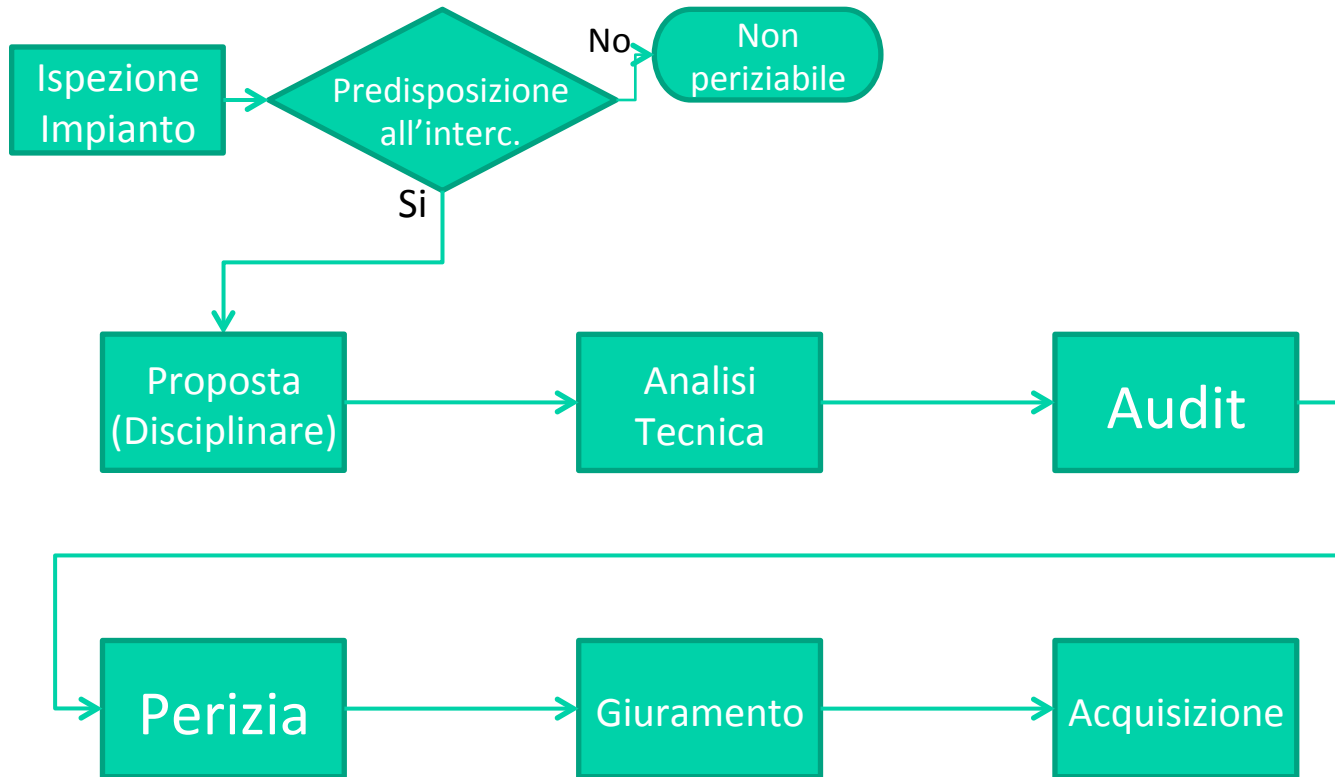 Ispezione
Impianto
Predisposizione
all’interc.
No
Non
periziabile
Si
Proposta
(Disciplinare)
Analisi
Tecnica
Audit
Perizia
Giuramento
Acquisizione